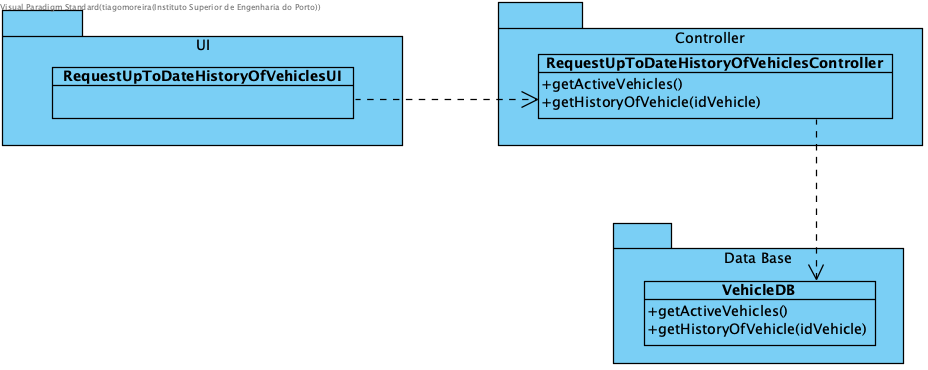 Visual Paradigm Standard(tiagomoreira(Instituto Superior de Engenharia do Porto))
UI
RequestUpToDateHistoryOfVehiclesUI
Controller
RequestUpToDateHistoryOfVehiclesController
+getActiveVehicles()
+getHistoryOfVehicle(idVehicle)
Data Base
VehicleDB
+getActiveVehicles()
+getHistoryOfVehicle(idVehicle)